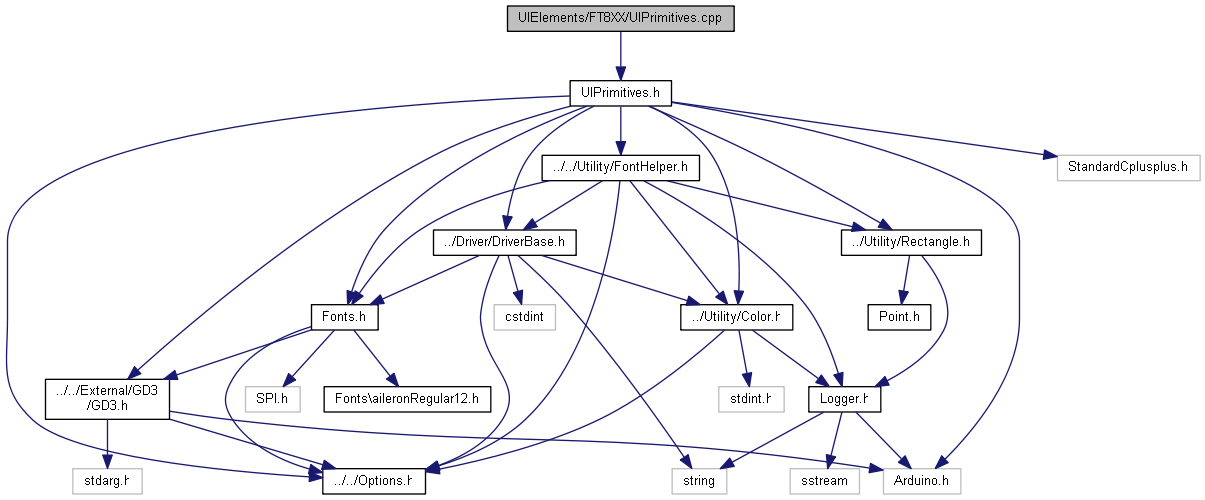 UIElements/FT8XX/UIPrimitives.cpp
UIPrimitives.h
../../Utility/FontHelper.h
StandardCplusplus.h
../Driver/DriverBase.h
../Utility/Rectangle.h
Fonts.h
cstdint
../Utility/Color.h
Point.h
../../External/GD3
/GD3.h
SPI.h
Fonts\aileronRegular12.h
stdint.h
Logger.h
stdarg.h
../../Options.h
string
sstream
Arduino.h